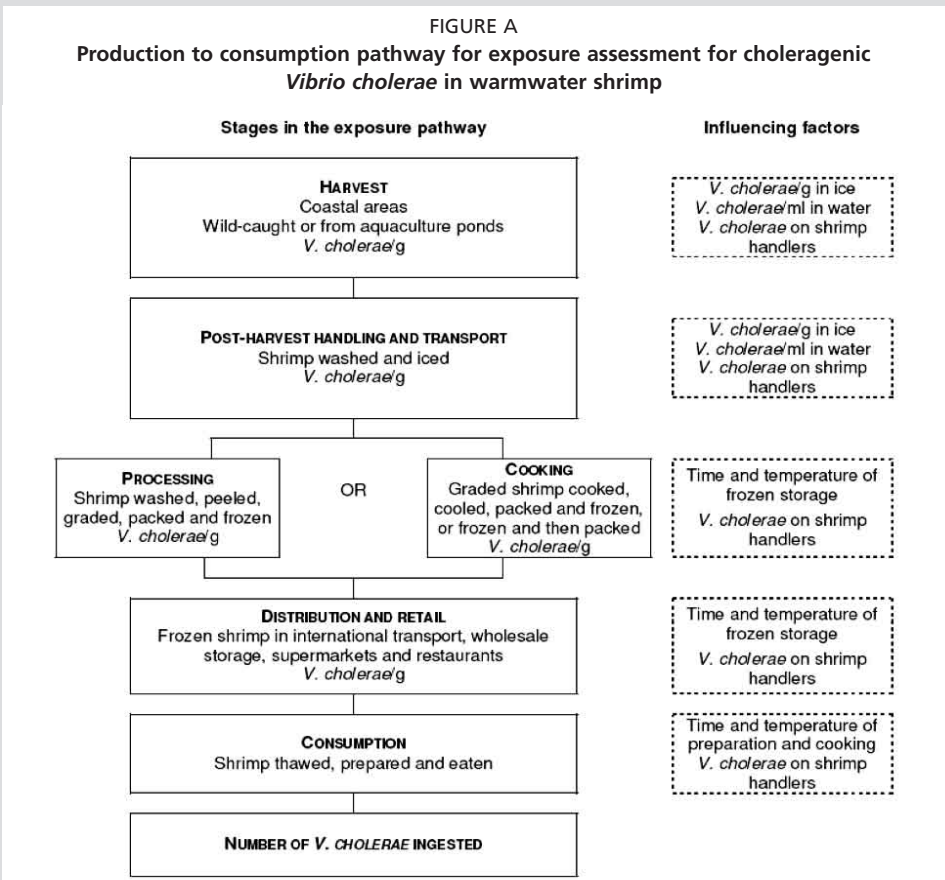 FIGURE A
Production to consumption pathway for exposure assessment for choleragenic
Vibrio cholerae in warmwater shrimp
Stages in the exposure pathway
Influencing factors
HARVEST
Coastal areas
Wild-caught or from aquaculture ponds
V. cholerae/g
V. cholerae/g in ice
V. cholerae/ml in water
V. cholerae on shrimp
handlers
POST-HARVEST HANDLING AND TRANSPORT
Shrimp washed and iced
V. cholerae/g
V. cholerae/g in ice
V. cholerae/ml in water
V. cholerae on shrimp
handlers
PROCESSING
Shrimp washed, peeled,
graded, packed and frozen
V. cholerae/g
OR
COOKING
Graded shrimp cooked,
cooled, packed and frozen,
or frozen and then packed
V. cholerae/g
Time and temperature of
frozen storage
V. cholerae on shrimp
handlers
DISTRIBUTION AND RETAIL
Frozen shrimp in international transport, wholesale
storage, supermarkets and restaurants
V. cholerae/g
Time and temperature of
frozen storage
V. cholerae on shrimp
handlers
CONSUMPTION
Shrimp thawed, prepared and eaten
Time and temperature of
preparation and cooking
V. cholerae on shrimp
handlers
NUMBER OF V. CHOLERAE INGESTED